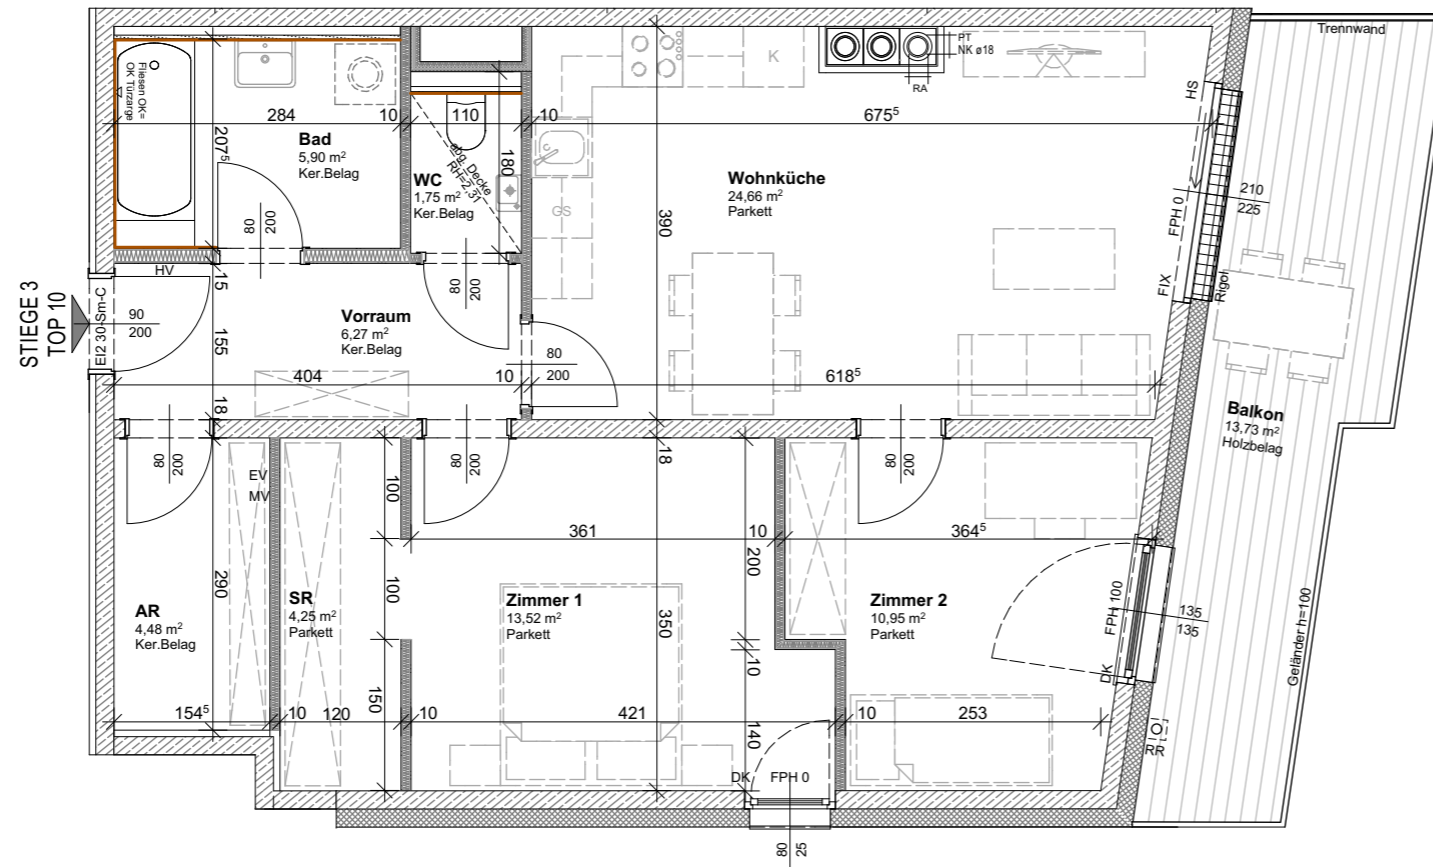 Trennwand
PT
NK ø18
RA
K
HS
Fliesen OK=
OK Türzarge
284
10
110
10
675⁵
207⁵
Bad
5,90 m²
Ker.Belag
WC
1,75 m²
Ker.Belag
abg. Decke
RH=2,31
180
GS
390
Wohnküche
24,66 m²
Parkett
FPH 0
210
225
FIX
Rigol
80
200
80
200
HV
15
STIEGE 3
TOP 10
EI2 30-Sm-C
90
200
155
Vorraum
6,27 m²
Ker.Belag
80
200
404
10
618⁵
18
Balkon
13,73 m²
Holzbelag
80
200
80
200
80
200
18
EV
MV
100
361
10
364⁵
200
290
100
350
AR
4,48 m²
Ker.Belag
SR
4,25 m²
Parkett
Zimmer 1
13,52 m²
Parkett
Zimmer 2
10,95 m²
Parkett
FPH 100
135
135
DK
Geländer h=100
10
150
140
154⁵
10
120
10
421
10
253
RR
DK
FPH 0
80
25